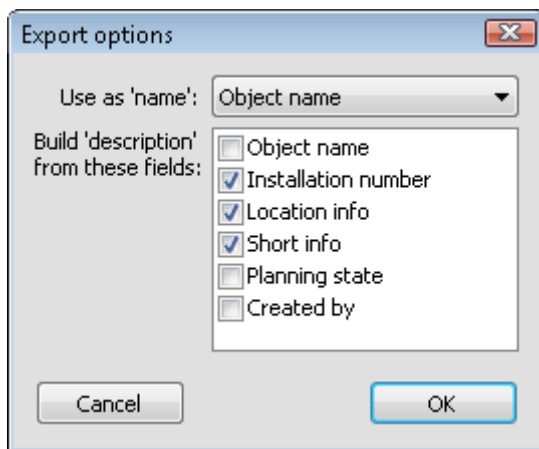 Export options
Use as 'name': Object name
Build 'description'
from these fields:
Object name
Installation number
Location info
Short info
Planning state
Created by
Cancel OK